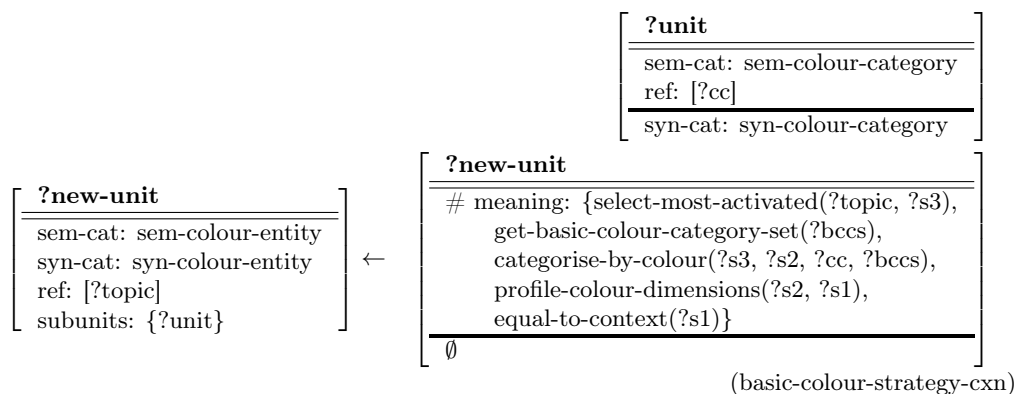 ?unit
sem-cat: sem-colour-category
ref: [?cc]
syn-cat: syn-colour-category
?new-unit
sem-cat: sem-colour-entity
syn-cat: syn-colour-entity
ref: [?topic]
subunits: {?unit}
←
?new-unit
# meaning: {select-most-activated(?topic, ?s3),
get-basic-colour-category-set(?bccs),
categorise-by-colour(?s3, ?s2, ?cc, ?bccs),
profile-colour-dimensions(?s2, ?s1),
equal-to-context(?s1)}
∅
(basic-colour-strategy-cxn)